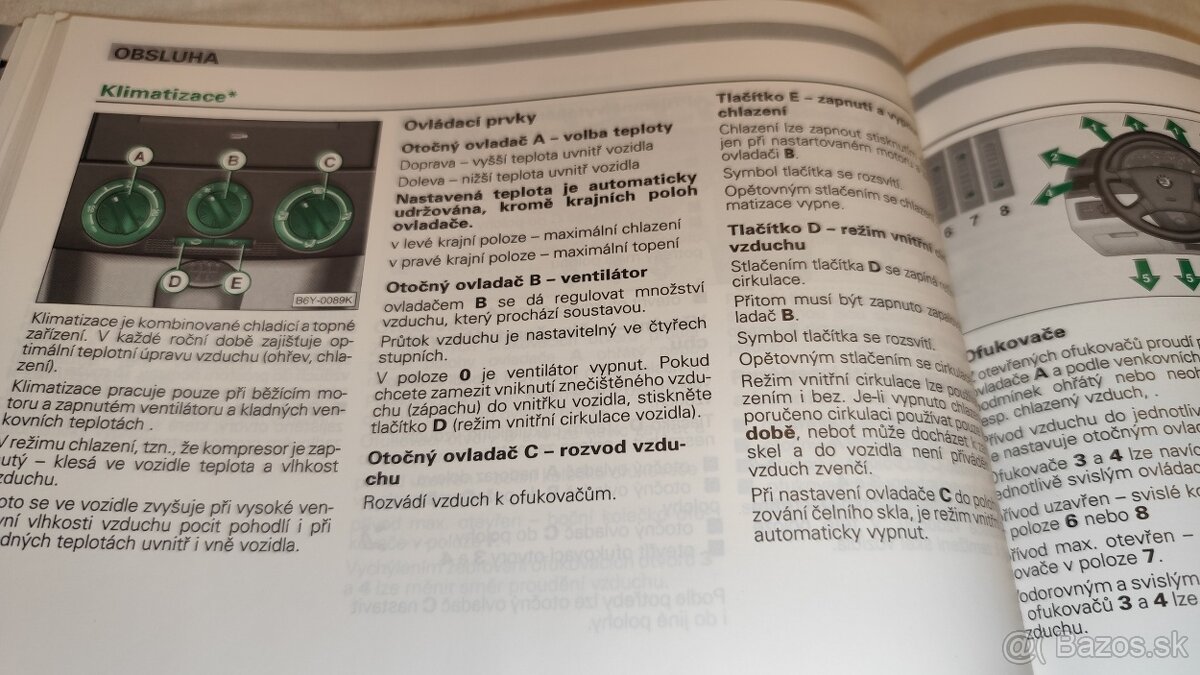 OBSLUHA
Klimatizace*
A
B
C
D
E
B6Y-0089K
Klimatizace je kombinované chladicí a topné
zařízení. V každé roční době zajišťuje op-
timální teplotní úpravu vzduchu (ohřev, chla-
zení).
Klimatizace pracuje pouze při běžícím mo-
toru a zapnutém ventilátoru a kladných ven-
kovních teplotách .
V režimu chlazení, tzn., že kompresor je zap-
nutý – klesá ve vozidle teplota a vlhkost
vzduchu.
oto se ve vozidle zvyšuje při vysoké ven-
vní vlhkosti vzduchu pocit pohodlí i při
dných teplotách uvnitř i vně vozidla.
Ovládací prvky
Otočný ovladač A – volba teploty
Doprava – vyšší teplota uvnitř vozidla
Doleva – nižší teplota uvnitř vozidla
Nastavená teplota je automaticky
udržována, kromě krajních poloh
ovladače.
v levé krajní poloze – maximální chlazení
v pravé krajní poloze – maximální topení
Otočný ovladač B – ventilátor
ovladačem B se dá regulovat množství
vzduchu, který prochází soustavou.
Průtok vzduchu je nastavitelný ve čtyřech
stupních.
V poloze 0 je ventilátor vypnut. Pokud
chcete zamezit vniknutí znečištěného vzdu-
chu (zápachu) do vnitřku vozidla, stiskněte
tlačítko D (režim vnitřní cirkulace vozidla).
Otočný ovladač C – rozvod vzdu-
chu
Rozvádí vzduch k ofukovačům.
Tlačítko E – zapnutí a vyp
chlazení
Chlazení lze zapnout stisknut
jen při nastartovaném motoru
ovladači B.
Symbol tlačítka se rozsvítí.
Opětovným stlačením se
matizace vypne.
Tlačítko D – režim vnitřní
vzduchu
Stlačením tlačítka D se zapíná
cirkulace.
Přitom musí být zapnuto
ladač B.
Symbol tlačítka se rozsvítí.
Opětovným stlačením se
Režim vnitřní cirkulace lze
zením i bez. Je-li vypnuto
poručeno cirkulaci používat
době, neboť může docházet k
skel a do vozidla není
vzduch zvenčí.
Při nastavení ovladače C do
zování čelního skla, je režim
automaticky vypnut.
6 7 8
2
5
5
Ofukovače
otevřených ofukovačů proudí
ovladače A a podle venkovních
podmínek ohřátý nebo
resp. chlazený vzduch, .
Přívod vzduchu do
se nastavuje otočným
Ofukovače 3 a 4 lze navíc
jednotlivě svislým
Přívod uzavřen – svislé
poloze 6 nebo 8
Přívod max. otevřen –
ovače v poloze 7.
Vodorovným a svislým
ofukovačů 3 a 4 lze
vzduchu.
@( Bazos.sk